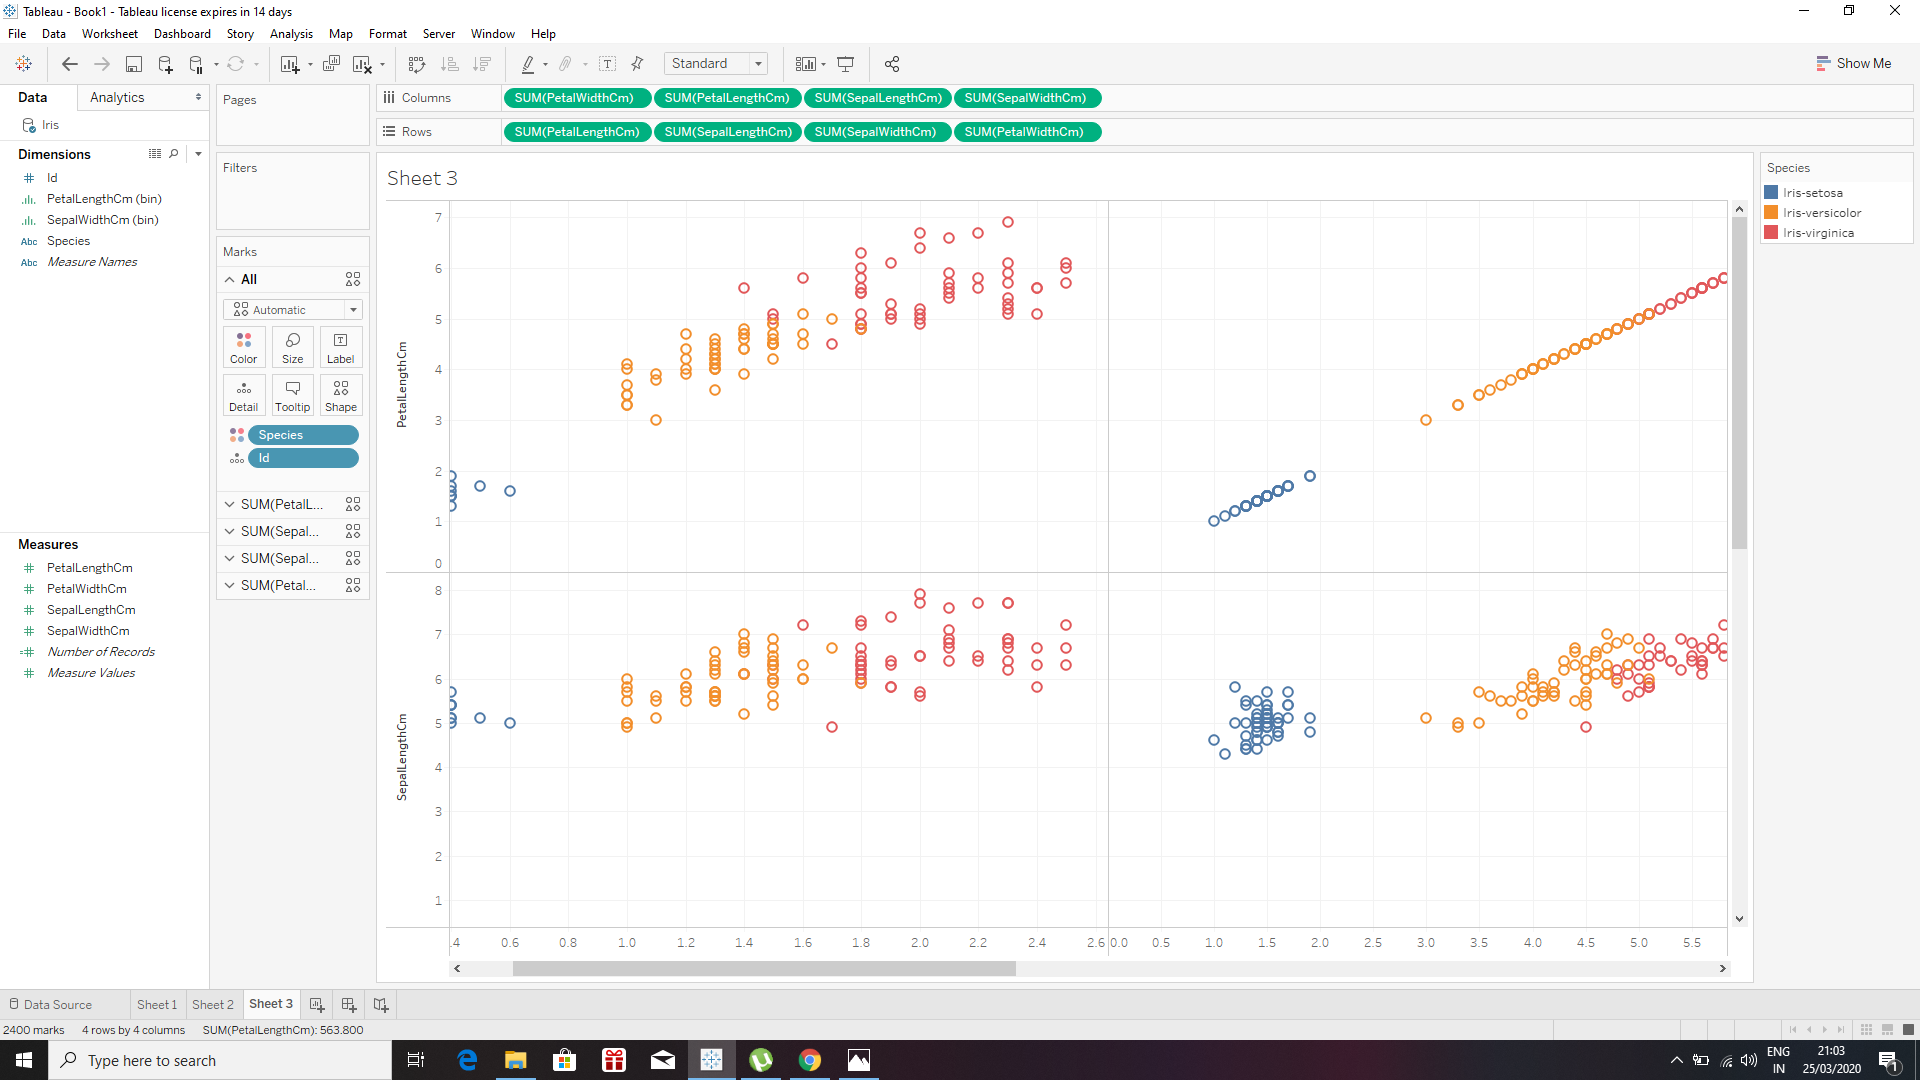 Tableau - Book1 - Tableau license expires in 14 days
File Data Worksheet Dashboard Story Analysis Map Format Server Window Help
Standard
Show Me
Data Analytics
Iris
Dimensions
Id
PetalLengthCm (bin)
SepalWidthCm (bin)
Abc Species
Abc Measure Names
Measures
PetalLengthCm
PetalWidthCm
SepalLengthCm
SepalWidthCm
Number of Records
Measure Values
Pages
Filters
Marks
All
Automatic
Color Size Label
Detail Tooltip Shape
Species
Id
SUM(PetalL...
SUM(Sepal...
SUM(Sepal...
SUM(Petal...
Columns SUM(PetalWidthCm) SUM(PetalLengthCm) SUM(SepalLengthCm) SUM(SepalWidthCm)
Rows SUM(PetalLengthCm) SUM(SepalLengthCm) SUM(SepalWidthCm) SUM(PetalWidthCm)
Sheet 3
7
6
5
4
3
2
1
0
PetalLengthCm
8
7
6
5
4
3
2
1
SepalLengthCm
.4 0.6 0.8 1.0 1.2 1.4 1.6 1.8 2.0 2.2 2.4 2.6 0.0 0.5 1.0 1.5 2.0 2.5 3.0 3.5 4.0 4.5 5.0 5.5
Species
Iris-setosa
Iris-versicolor
Iris-virginica
Data Source Sheet 1 Sheet 2 Sheet 3
2400 marks 4 rows by 4 columns SUM(PetalLengthCm): 563.800
Type here to search
ENG
IN
21:03
25/03/2020
1